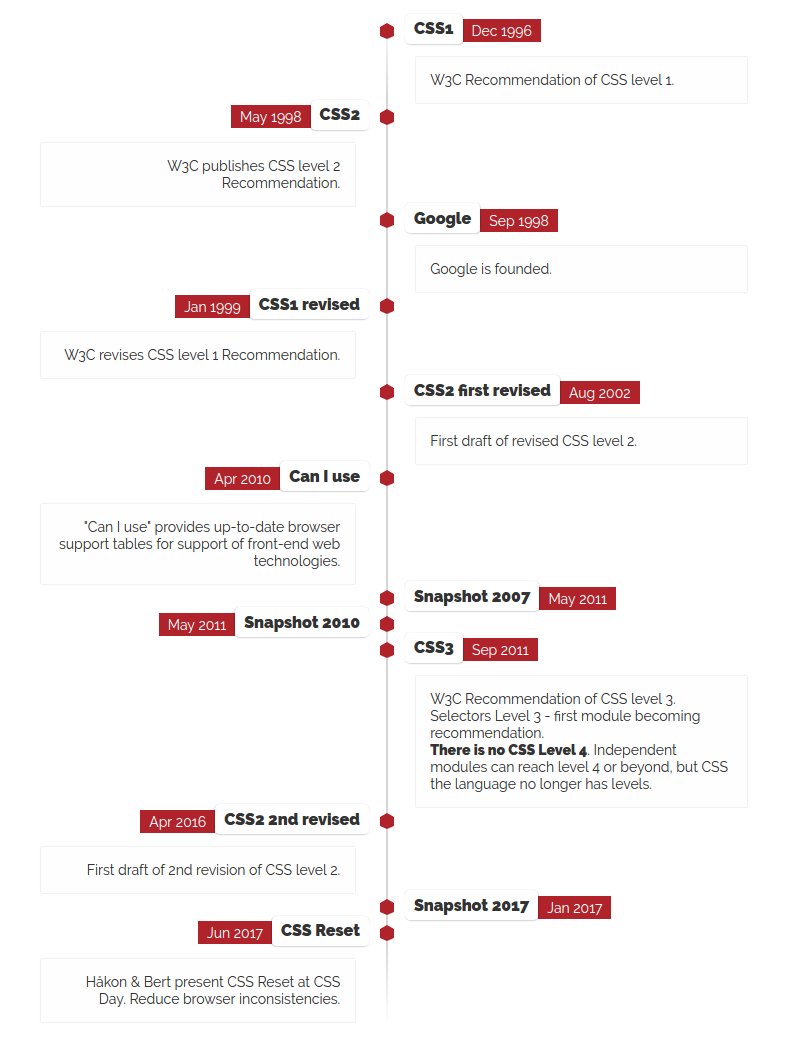 CSS1 Dec 1996
W3C Recommendation of CSS level 1.
May 1998 CSS2
W3C publishes CSS level 2
Recommendation.
Google Sep 1998
Google is founded.
Jan 1999 CSS1 revised
W3C revises CSS level 1 Recommendation.
CSS2 first revised Aug 2002
First draft of revised CSS level 2.
Apr 2010 Can I use
"Can I use" provides up-to-date browser
support tables for support of front-end web
technologies.
Snapshot 2007 May 2011
May 2011 Snapshot 2010
CSS3 Sep 2011
W3C Recommendation of CSS level 3.
Selectors Level 3 - first module becoming
recommendation.
There is no CSS Level 4. Independent
modules can reach level 4 or beyond, but CSS
the language no longer has levels.
Apr 2016 CSS2 2nd revised
First draft of 2nd revision of CSS level 2.
Snapshot 2017 Jan 2017
Jun 2017 CSS Reset
Håkon & Bert present CSS Reset at CSS
Day. Reduce browser inconsistencies.